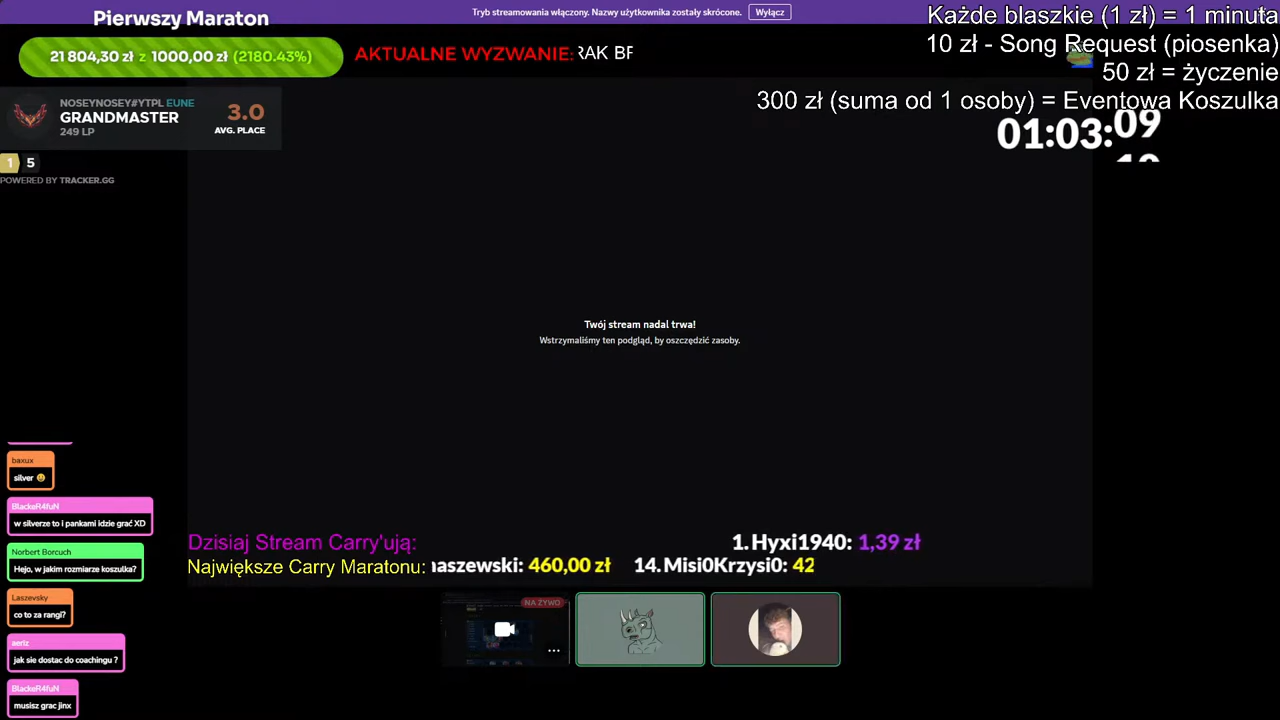 Pierwszy Maraton
Tryb streamowania włączony. Nazwy użytkownika zostały skrócone.
Wyłącz
Każde blaszkie (1 zł) = 1 minuta
10 zł - Song Request (piosenka)
50 zł = życzenie
300 zł (suma od 1 osoby) = Eventowa Koszulka
21 804,30 zł z 1000,00 zł (2180.43%)
AKTUALNE WYZWANIE:
RAK BF
NOSEYNOSEY#YTPL EUNE
GRANDMASTER
249 LP
3.0
AVG. PLACE
01:03:09
1 5
POWERED BY TRACKER.GG
Twój stream nadal trwa!
Wstrzymaliśmy ten podgląd, by oszczędzić zasoby.
baxux
silver
BlackeR4fuN
w silverze to i pankami idzie grać XD
Norbert Borcuch
Hejo, w jakim rozmiarze koszulka?
Laszevsky
co to za rangi?
aeriz
jak sie dostac do coachingu ?
BlackeR4fuN
musisz grac jinx
Dzisiaj Stream Carry'ują:
1. Hyxi1940: 1,39 zł
Największe Carry Maratonu:
naszewski: 460,00 zł 14. Misi0Krzysi0: 42
NA ŻYWO